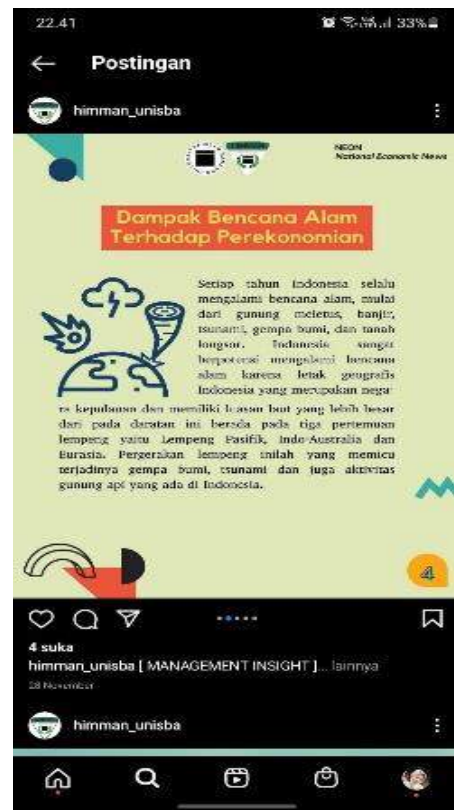 22.41
33%
Postingan
himman_unisba
NEON
National Economic News
Dampak Bencana Alam
Terhadap Perekonomian
Setiap tahun Indonesia selalu
mengalami bencana alam, mulai
dari gunung meletus, banjir,
tsunami, gempa bumi, dan tanah
longsor. Indonesia sangat
berpotensi mengalami bencana
alam karena letak geografis
Indonesia yang merupakan nega-
ra kepulauan dan memiliki luasan laut yang lebih besar
dari pada daratan ini berada pada tiga pertemuan
lempeng yaitu Lempeng Pasifik, Indo-Australia dan
Eurasia. Pergerakan lempeng inilah yang memicu
terjadinya gempa bumi, tsunami dan juga aktivitas
gunung api yang ada di Indonesia.
4
4 suka
himman_unisba [ MANAGEMENT INSIGHT ]... lainnya
28 November
himman_unisba